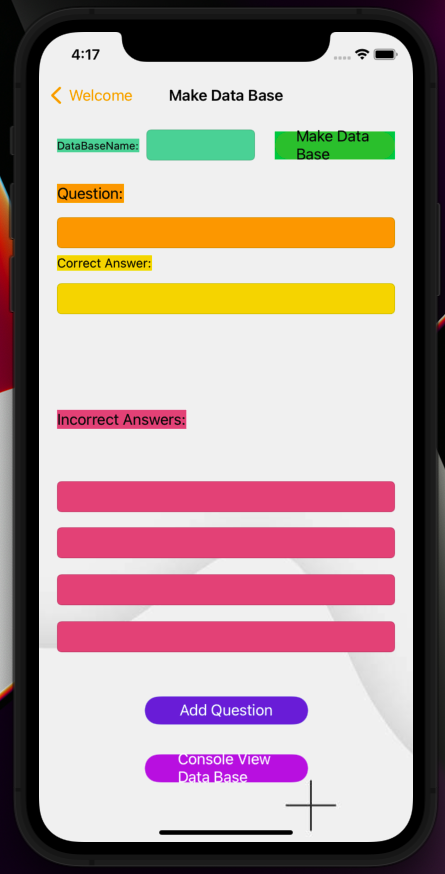 4:17
Welcome
Make Data Base
DataBaseName:
Make Data
Base
Question:
Correct Answer:
Incorrect Answers:
Add Question
Console View
Data Base